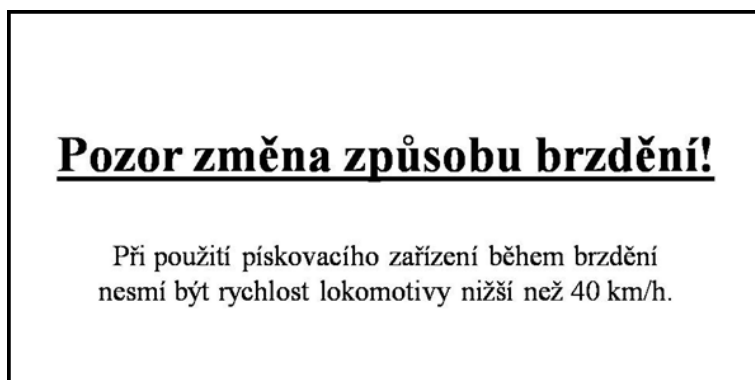 Pozor změna způsobu brzdění!
Při použití pískovacího zařízení během brzdění
nesmí být rychlost lokomotivy nižší než 40 km/h.